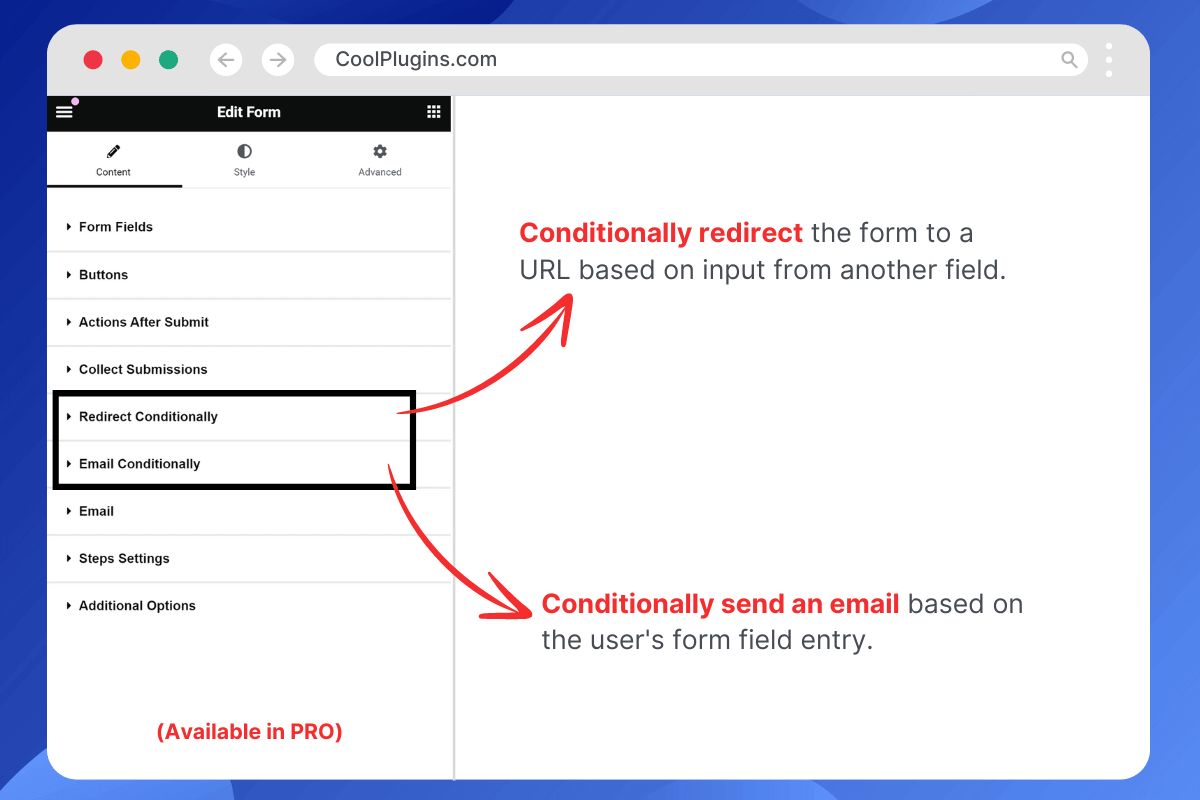 CoolPlugins.com
Edit Form
Content
Style
Advanced
Form Fields
Buttons
Actions After Submit
Collect Submissions
Redirect Conditionally
Email Conditionally
Email
Steps Settings
Additional Options
(Available in PRO)
Conditionally redirect the form to a
URL based on input from another field.
Conditionally send an email based on
the user's form field entry.